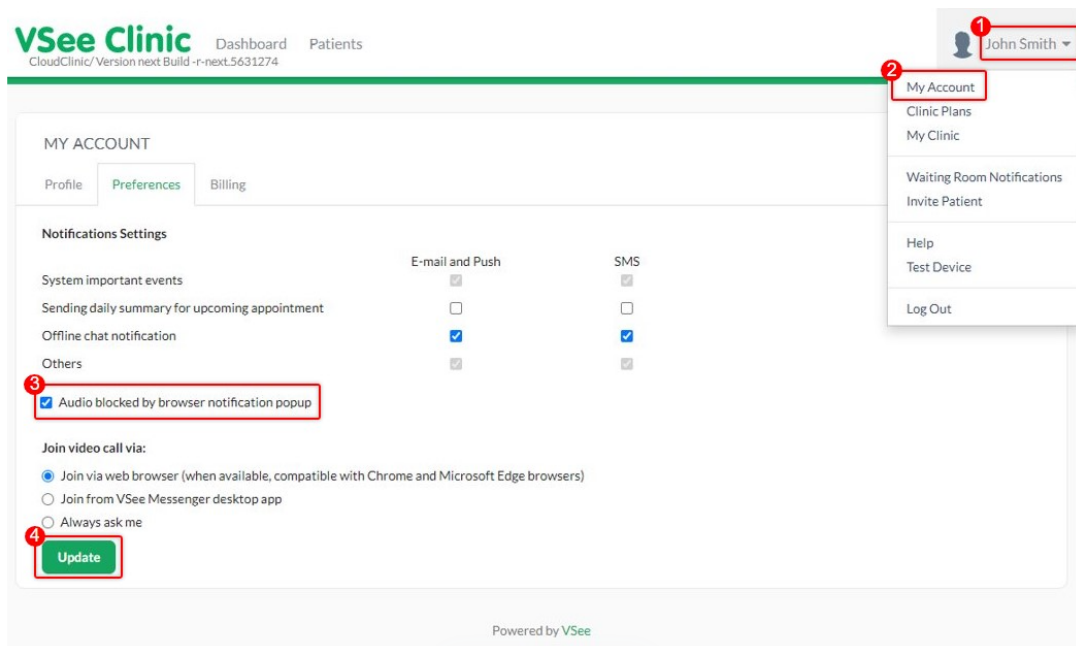 VSee Clinic Dashboard Patients
CloudClinic/ Version next Build -r-next.5631274
1
John Smith
2
My Account
Clinic Plans
My Clinic
Waiting Room Notifications
Invite Patient
Help
Test Device
Log Out
MY ACCOUNT
Profile Preferences Billing
Notifications Settings
E-mail and Push SMS
System important events
Sending daily summary for upcoming appointment
Offline chat notification
Others
3
Audio blocked by browser notification popup
Join video call via:
Join via web browser (when available, compatible with Chrome and Microsoft Edge browsers)
Join from VSee Messenger desktop app
Always ask me
4
Update
Powered by VSee